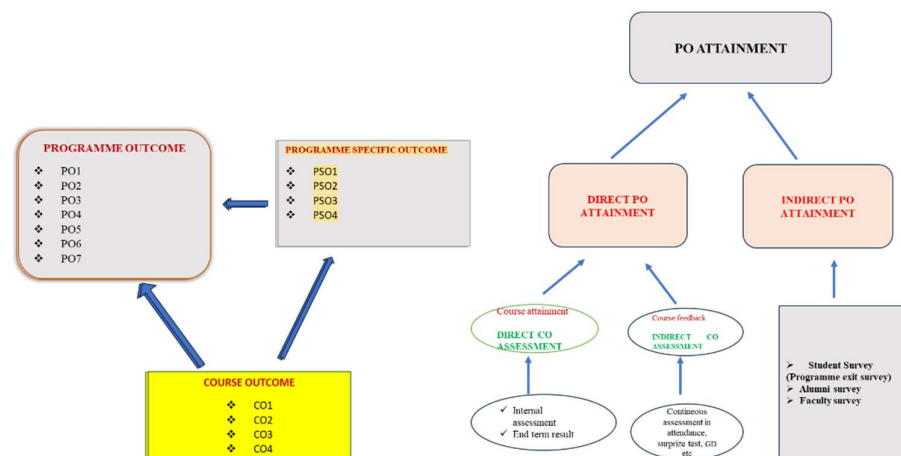 PROGRAMME OUTCOME
❖ PO1
❖ PO2
❖ PO3
❖ PO4
❖ PO5
❖ PO6
❖ PO7
PROGRAMME SPECIFIC OUTCOME
❖ PSO1
❖ PSO2
❖ PSO3
❖ PSO4
COURSE OUTCOME
❖ CO1
❖ CO2
❖ CO3
❖ CO4
PO ATTAINMENT
DIRECT PO
ATTAINMENT
INDIRECT PO
ATTAINMENT
Course attainment
DIRECT CO
ASSESSMENT
Course feedback
INDIRECT CO
ASSESSMENT
✓ Internal
assessment
✓ End term result
Contineous
assessment in
attendance,
surprize test, GD
etc
➢ Student Survey
(Programme exit survey)
➢ Alumni survey
➢ Faculty survey